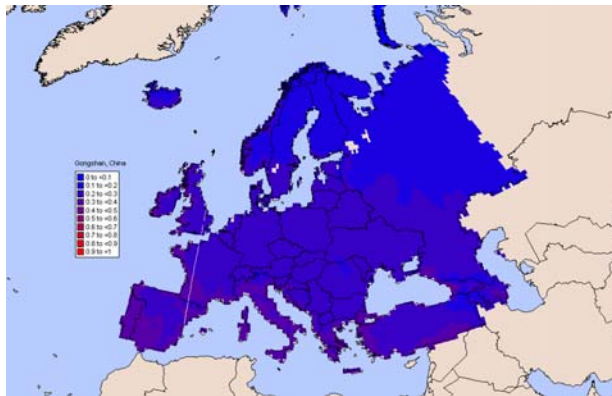 Gongshan, China
0 to <0.1
0.1 to <0.2
0.2 to <0.3
0.3 to <0.4
0.4 to <0.5
0.5 to <0.6
0.6 to <0.7
0.7 to <0.8
0.8 to <0.9
0.9 to <1